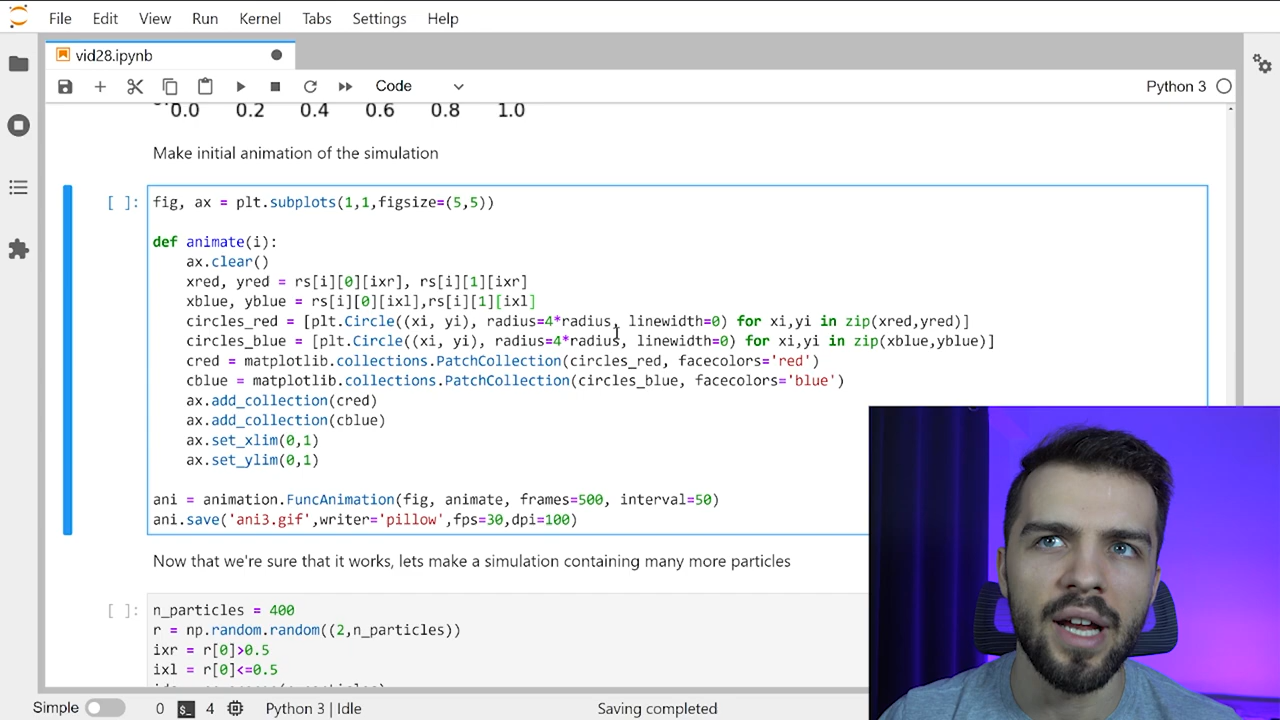 File Edit View Run Kernel Tabs Settings Help
vid28.ipynb
Code
Python 3
0.0 0.2 0.4 0.6 0.8 1.0
Make initial animation of the simulation
[ ]:
fig, ax = plt.subplots(1,1,figsize=(5,5))
def animate(i):
ax.clear()
xred, yred = rs[i][0][ixr], rs[i][1][ixr]
xblue, yblue = rs[i][0][ixl],rs[i][1][ixl]
circles_red = [plt.Circle((xi, yi), radius=4*radius, linewidth=0) for xi,yi in zip(xred,yred)]
circles_blue = [plt.Circle((xi, yi), radius=4*radius, linewidth=0) for xi,yi in zip(xblue,yblue)]
cred = matplotlib.collections.PatchCollection(circles_red, facecolors='red')
cblue = matplotlib.collections.PatchCollection(circles_blue, facecolors='blue')
ax.add_collection(cred)
ax.add_collection(cblue)
ax.set_xlim(0,1)
ax.set_ylim(0,1)
ani = animation.FuncAnimation(fig, animate, frames=500, interval=50)
ani.save('ani3.gif',writer='pillow',fps=30,dpi=100)
Now that we're sure that it works, lets make a simulation containing many more particles
[ ]:
n_particles = 400
r = np.random.random((2,n_particles))
ixr = r[0]>0.5
ixl = r[0]<=0.5
Simple 0 4 Python 3 | Idle Saving completed